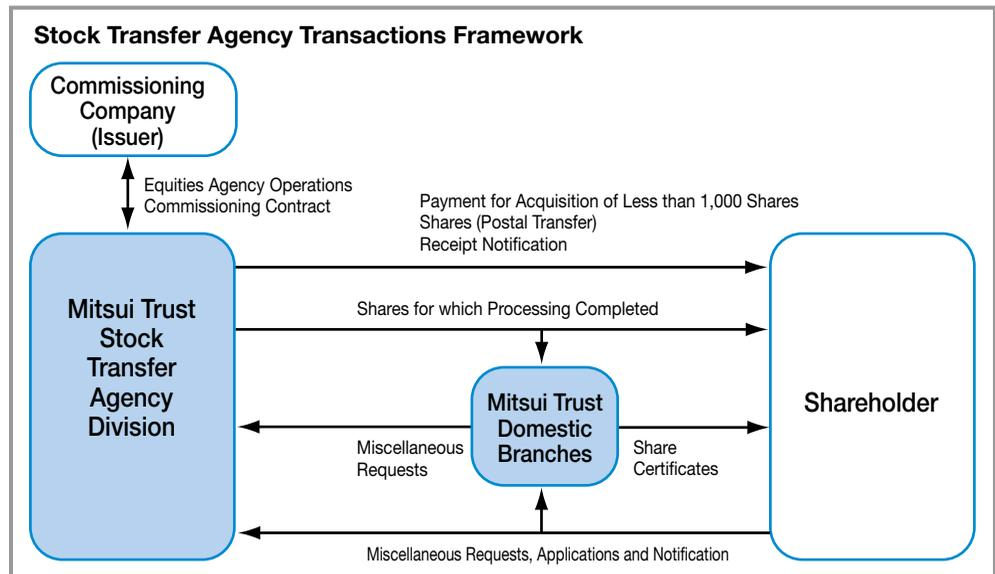 Stock Transfer Agency Transactions Framework
Commissioning
Company
(Issuer)
Equities Agency Operations
Commissioning Contract
Payment for Acquisition of Less than 1,000 Shares
Shares (Postal Transfer)
Receipt Notification
Mitsui Trust
Stock
Transfer
Agency
Division
Shares for which Processing Completed
Mitsui Trust
Domestic
Branches
Shareholder
Miscellaneous
Requests
Share
Certificates
Miscellaneous Requests, Applications and Notification